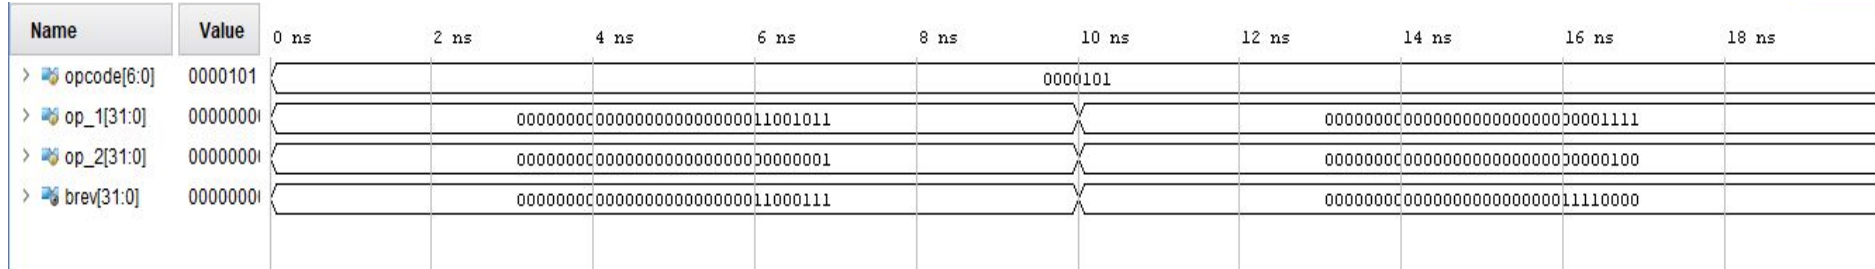 Name Value 0 ns 2 ns 4 ns 6 ns 8 ns 10 ns 12 ns 14 ns 16 ns 18 ns
opcode[6:0] 0000101 0000101
op_1[31:0] 0000000 00000000000000000000000011001011 00000000000000000000000000001111
op_2[31:0] 0000000 00000000000000000000000000000001 00000000000000000000000000000100
brev[31:0] 0000000 00000000000000000000000011000111 00000000000000000000000011110000